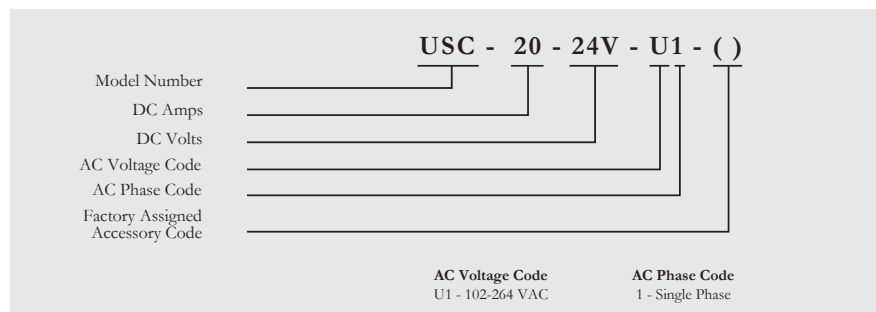 USC - 20 - 24V - U1 - ( )
Model Number
DC Amps
DC Volts
AC Voltage Code
AC Phase Code
Factory Assigned
Accessory Code
AC Voltage Code
U1 - 102-264 VAC
AC Phase Code
1 - Single Phase